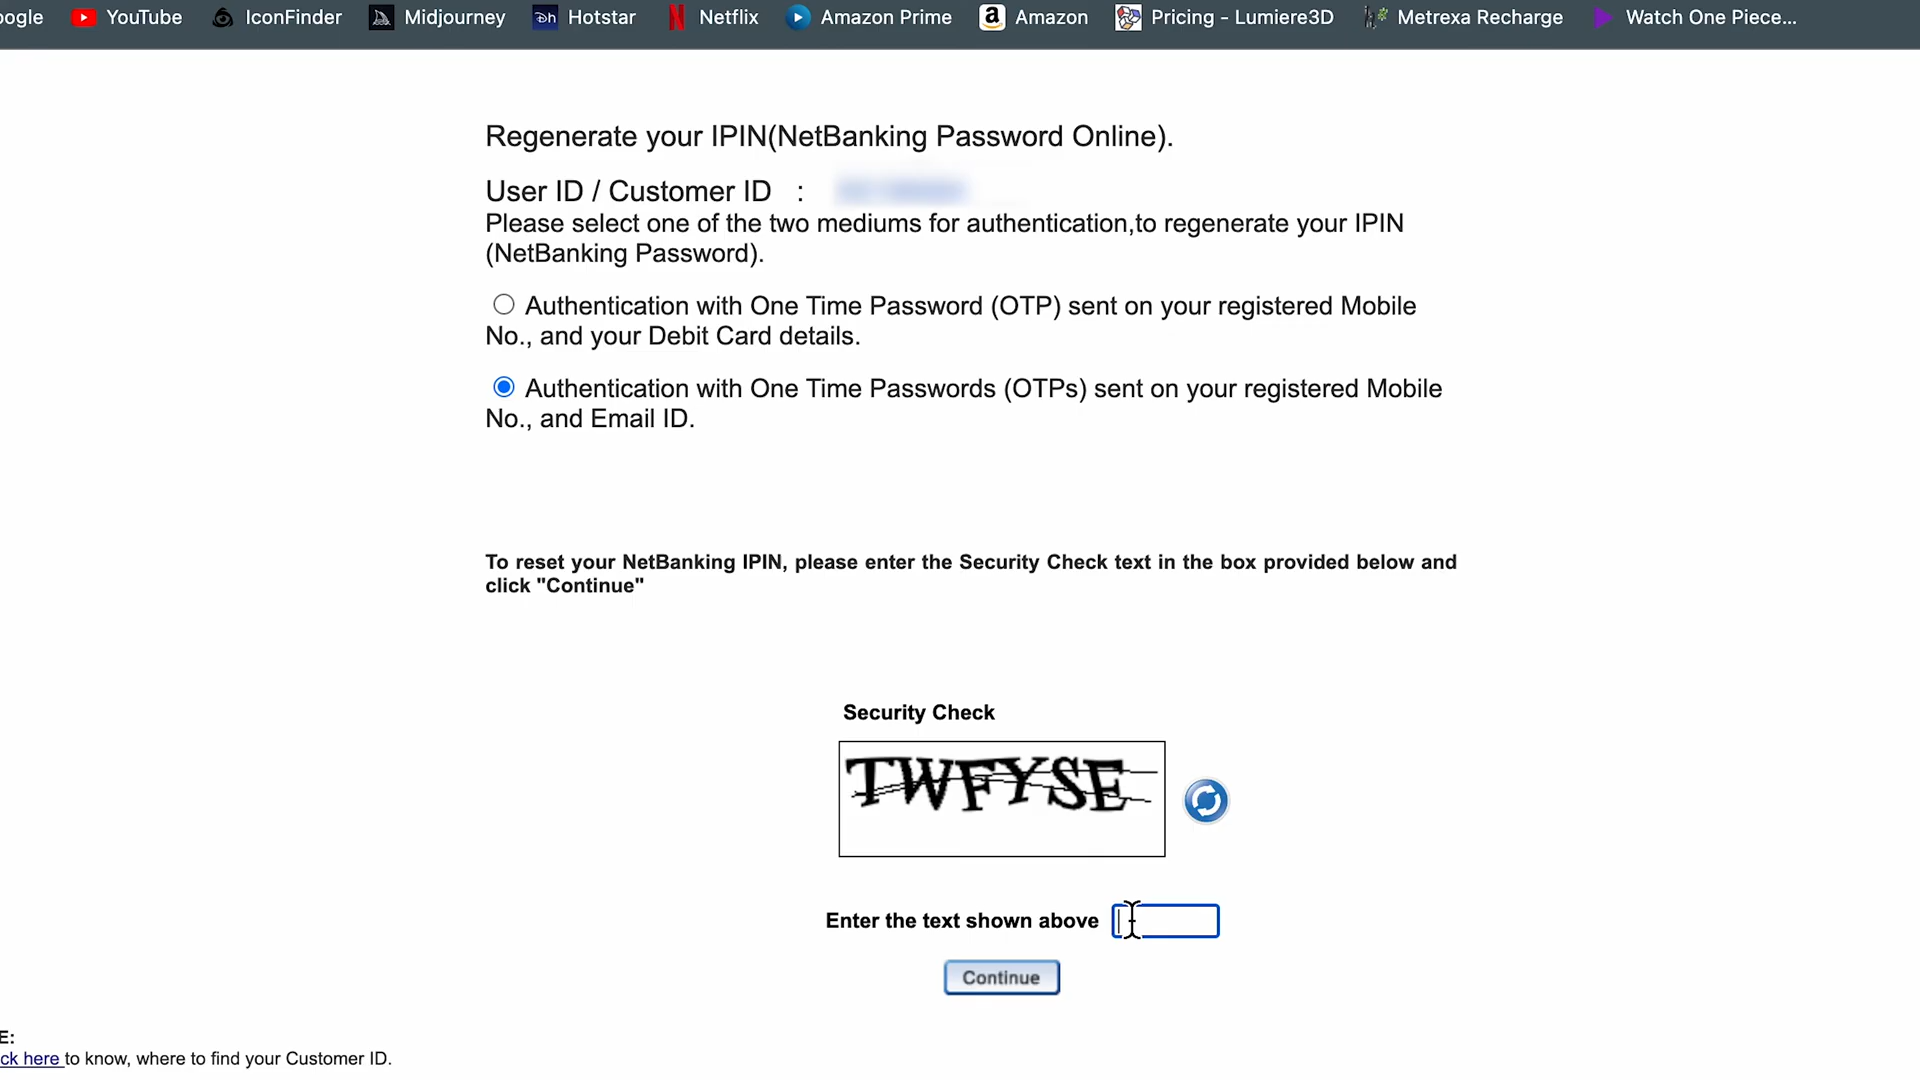 oogle YouTube IconFinder Midjourney Hotstar Netflix Amazon Prime Amazon Pricing - Lumiere3D Metrexa Recharge Watch One Piece...
Regenerate your IPIN(NetBanking Password Online).
User ID / Customer ID :
Please select one of the two mediums for authentication,to regenerate your IPIN
(NetBanking Password).
Authentication with One Time Password (OTP) sent on your registered Mobile
No., and your Debit Card details.
Authentication with One Time Passwords (OTPs) sent on your registered Mobile
No., and Email ID.
To reset your NetBanking IPIN, please enter the Security Check text in the box provided below and
click "Continue"
Security Check
TWFYSE
Enter the text shown above
Continue
E:
ck here to know, where to find your Customer ID.